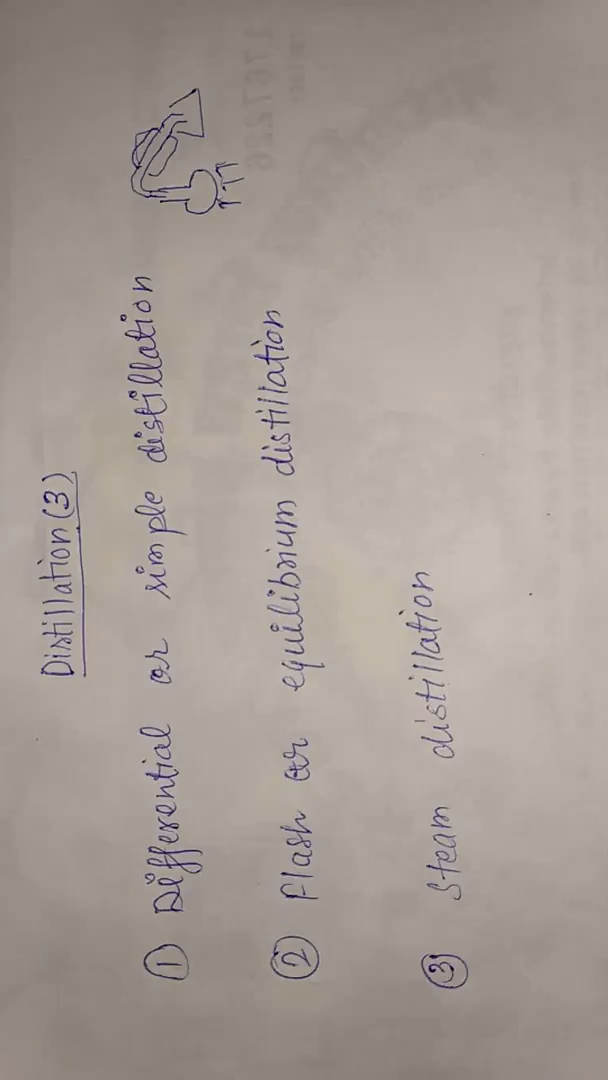 Distillation (3)
① Differential or simple distillation
② Flash or equilibrium distillation
③ Steam distillation